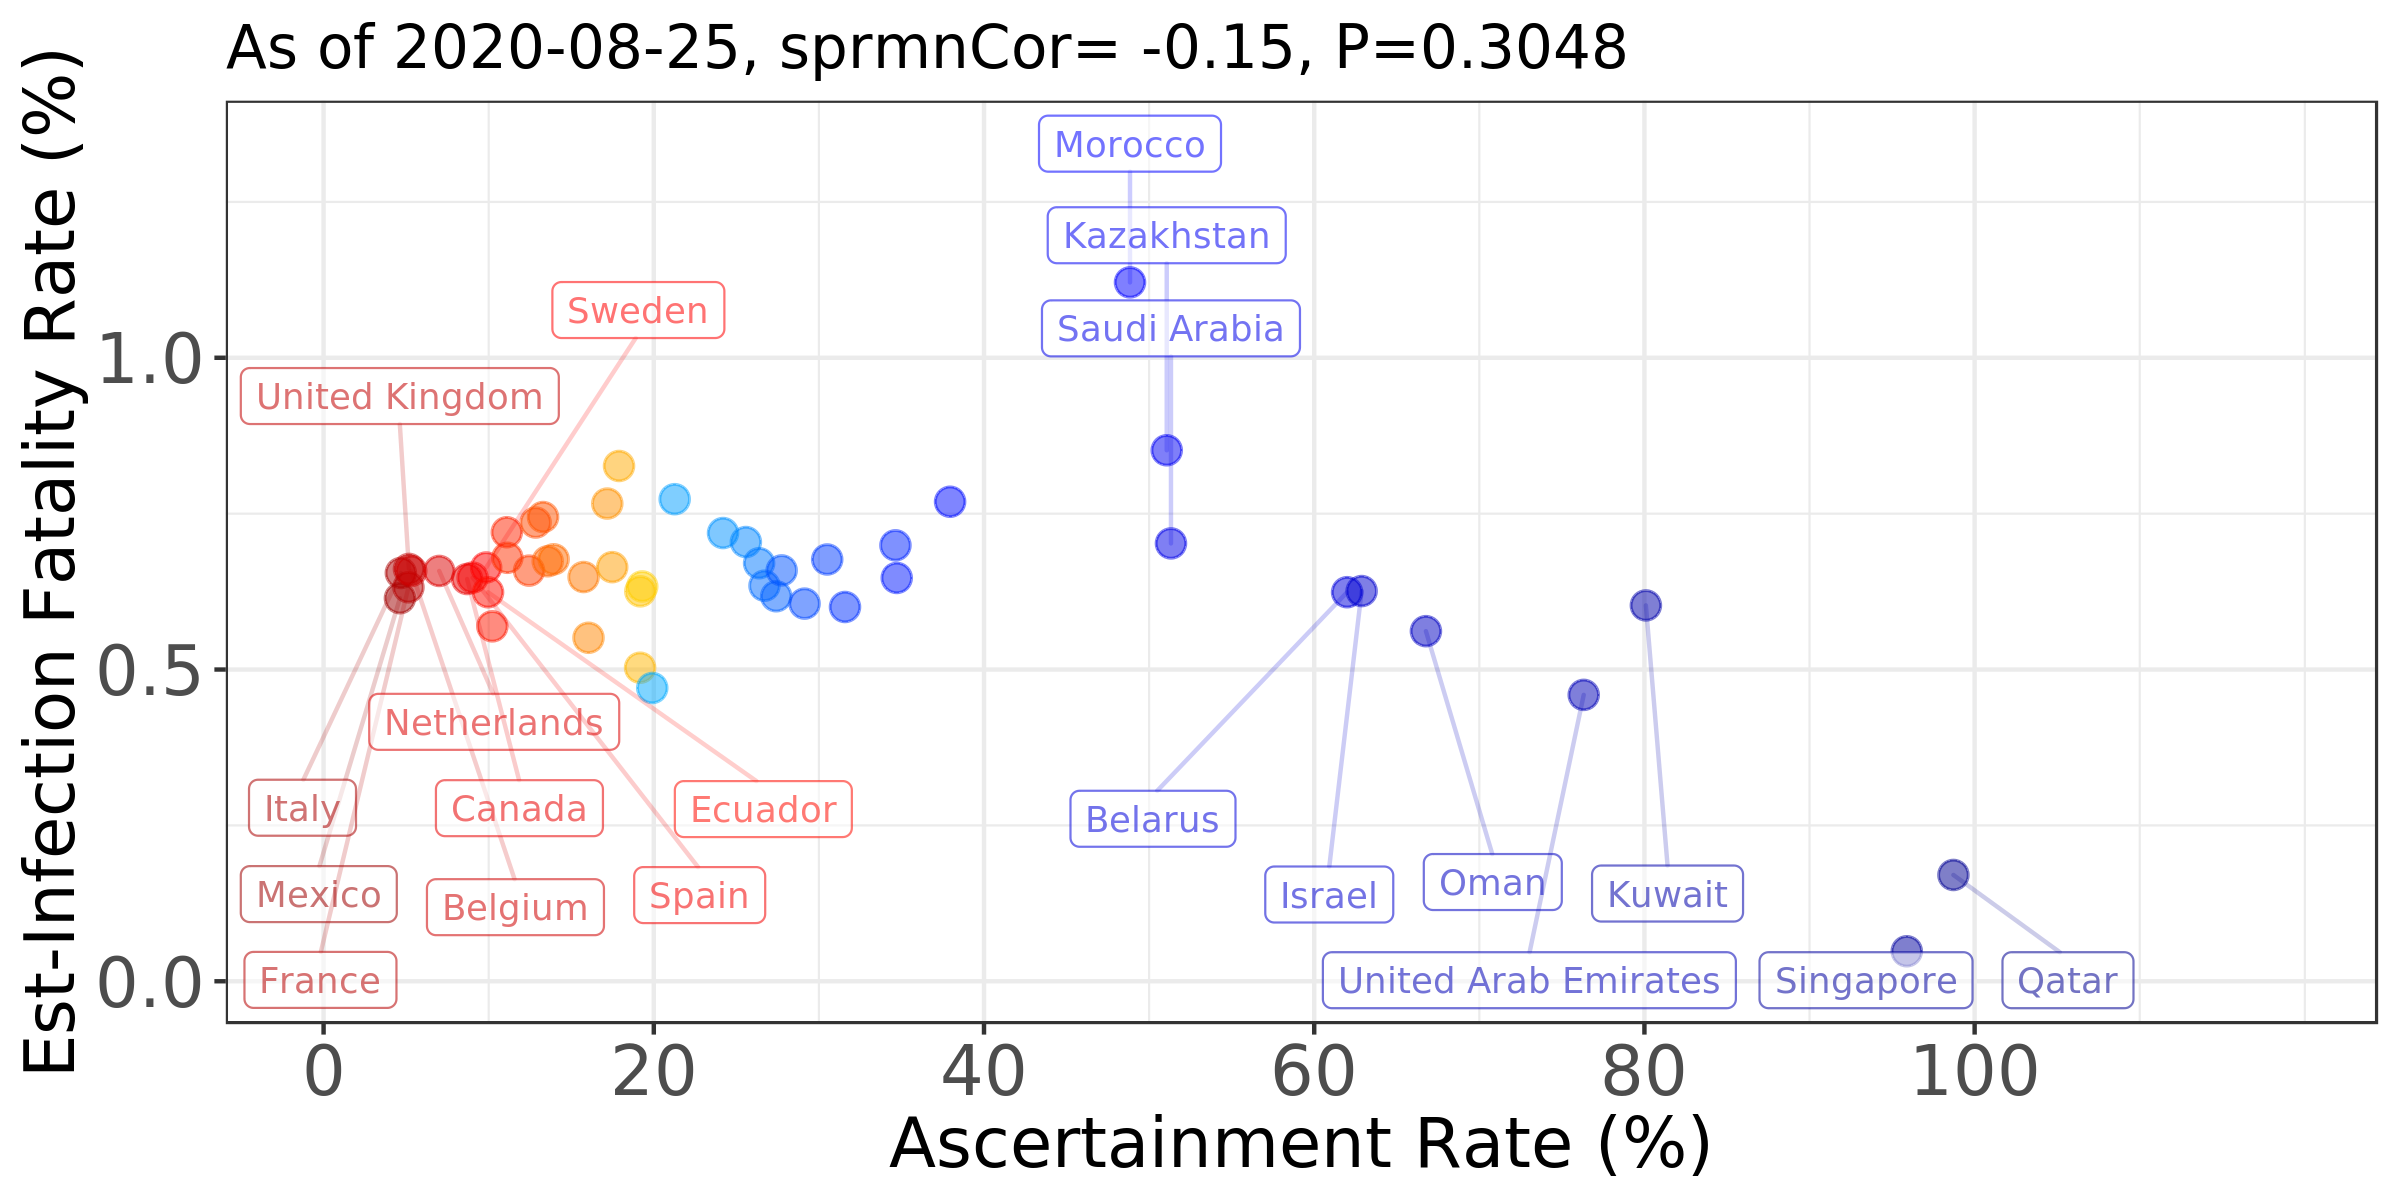 As of 2020-08-25, sprmnCor= -0.15, P=0.3048
Est-Infection Fatality Rate (%)
1.0
0.5
0.0
Morocco
Kazakhstan
Sweden
Saudi Arabia
United Kingdom
Netherlands
Italy
Canada
Ecuador
Belarus
Mexico
Belgium
Spain
Israel
Oman
Kuwait
France
United Arab Emirates
Singapore
Qatar
0
20
40
60
80
100
Ascertainment Rate (%)